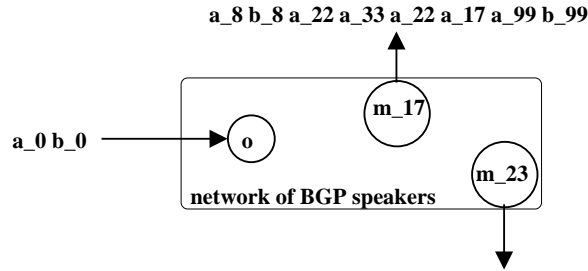 a_8 b_8 a_22 a_33 a_22 a_17 a_99 b_99
m_17
a_0 b_0
o
m_23
network of BGP speakers